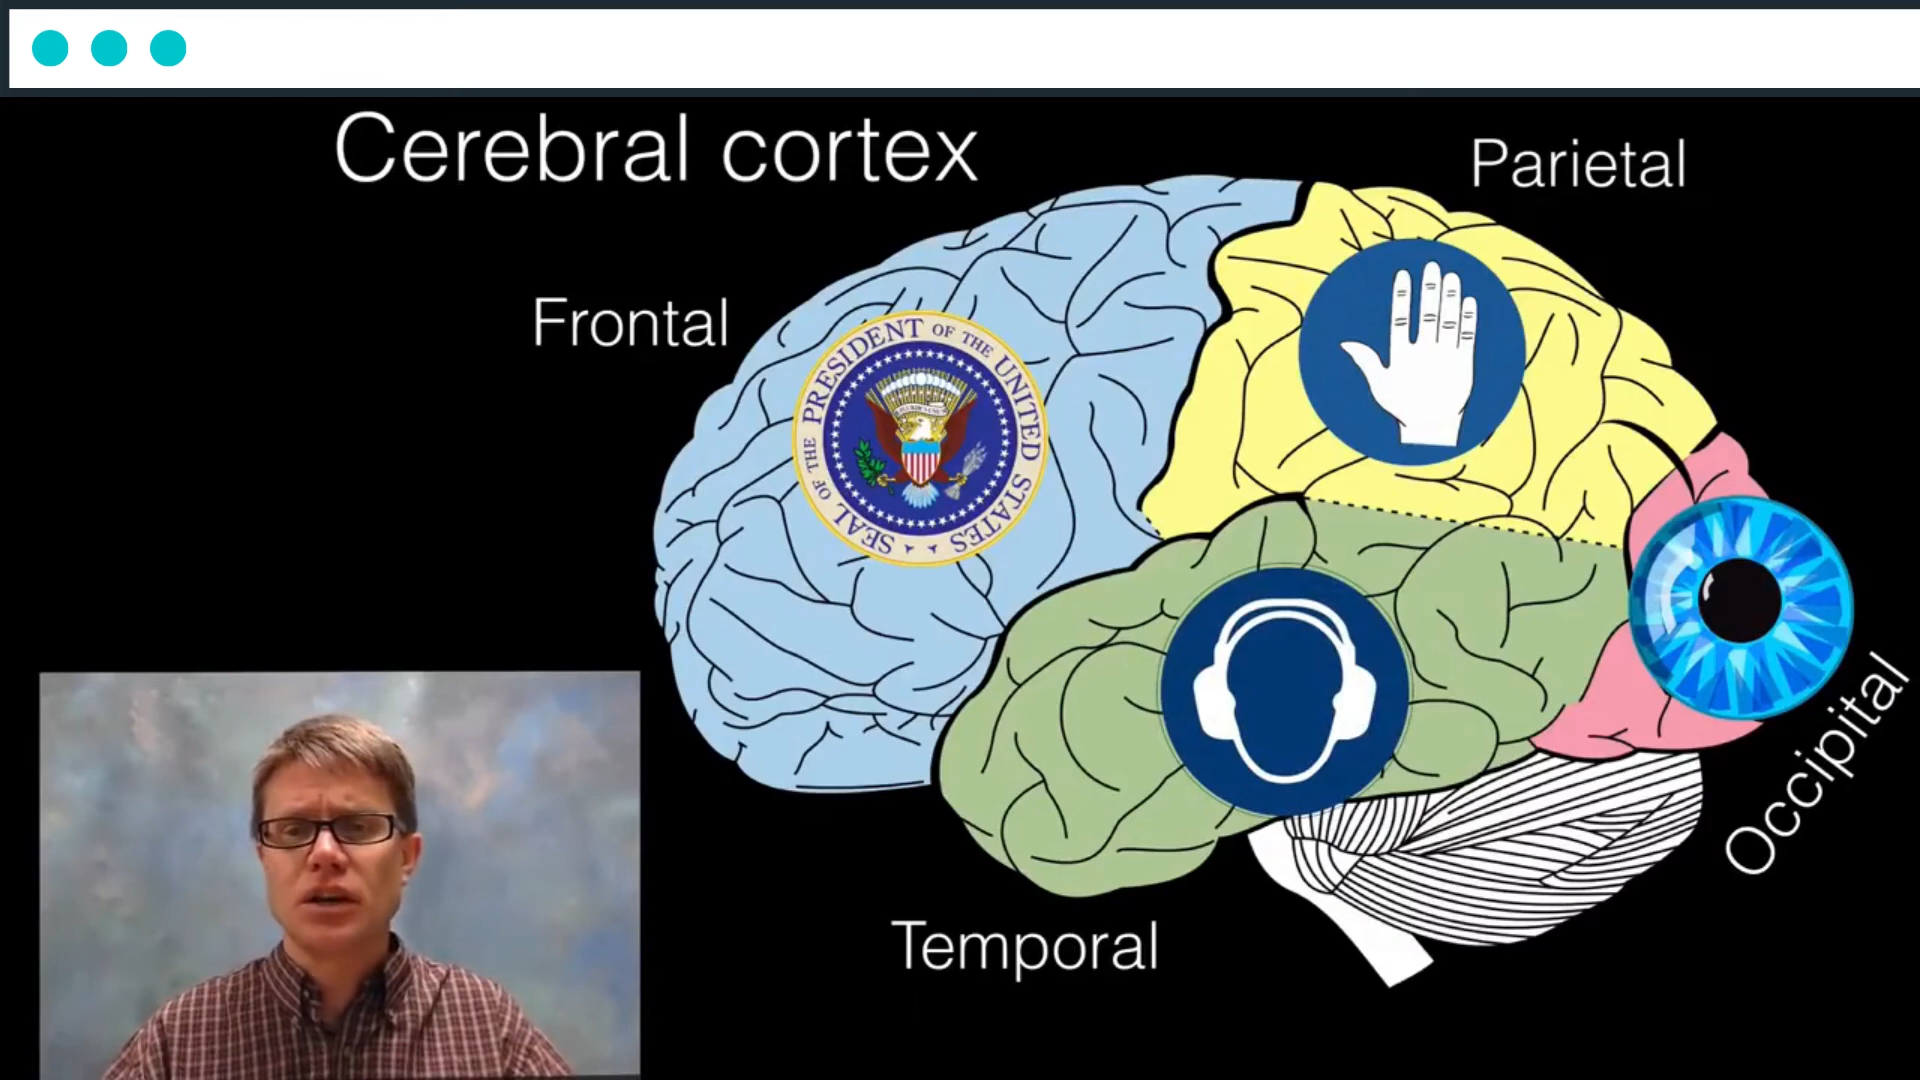 Cerebral cortex
Parietal
Frontal
SEAL OF THE PRESIDENT OF THE UNITED STATES
Occipital
Temporal